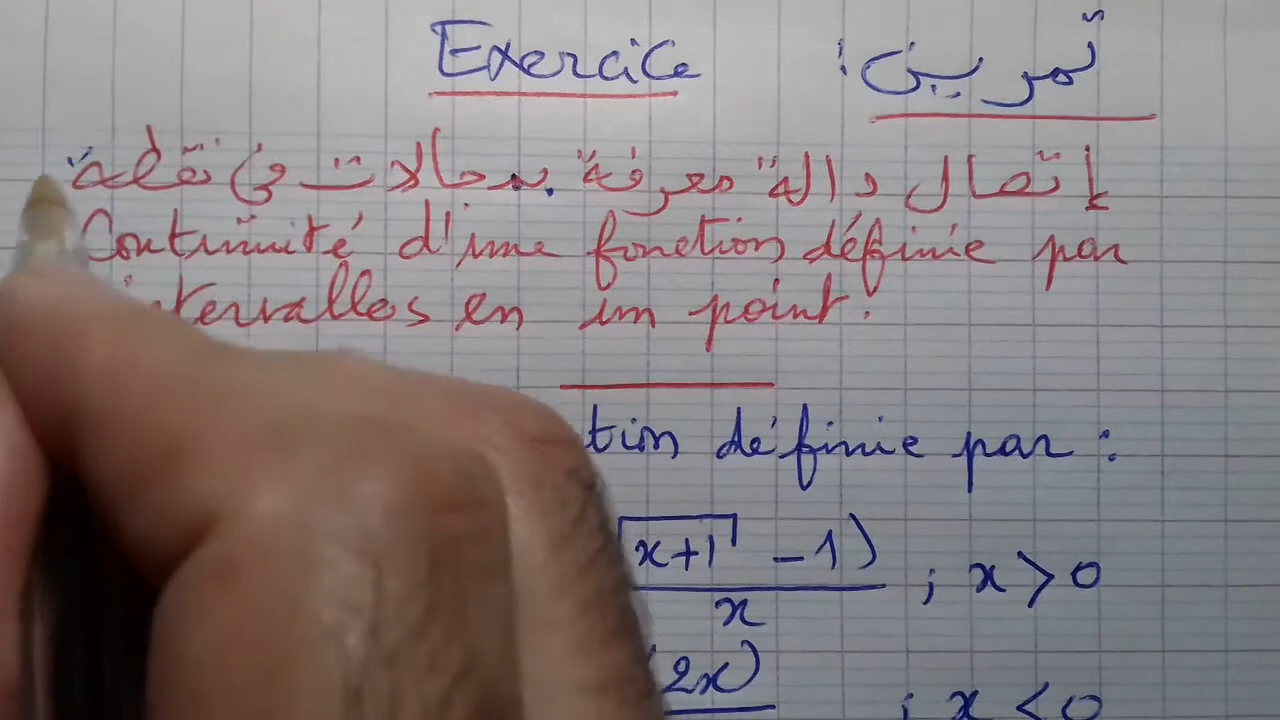 Exercice تمرين :
إتصال دالة معرفة بمجالات في نقطة
Continuité d'une fonction définie par
intervalles en un point.
tion définie par :
√x+1 - 1) ; x > 0
x
(2x) ; x < 0